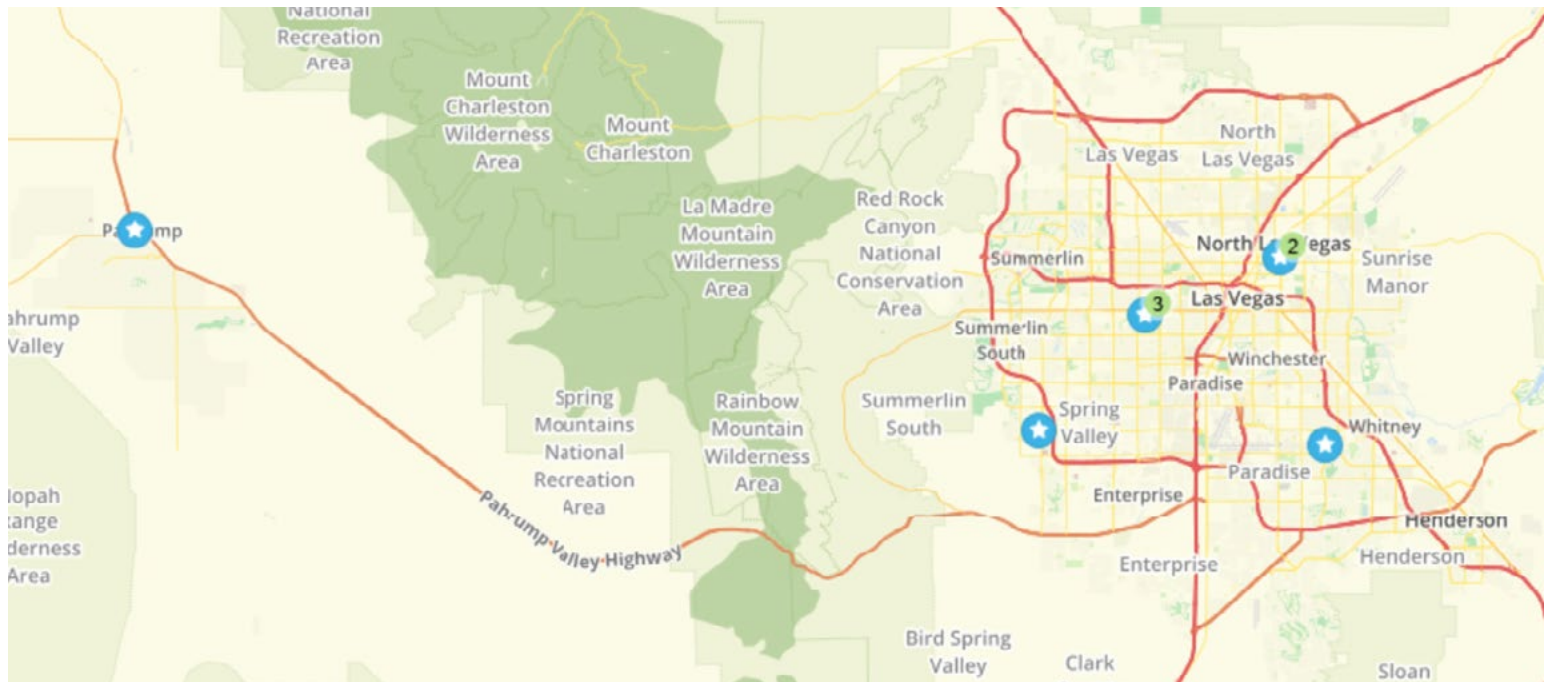 National
Recreation
Area
Mount
Charleston
Wilderness
Area
Mount
Charleston
North
Las Vegas
Las Vegas
La Madre
Mountain
Wilderness
Area
Red Rock
Canyon
National
Conservation
Area
North Las Vegas
2
Sunrise
Manor
Summerlin
3
Las Vegas
ahrump
Valley
Summerlin
South
Winchester
Paradise
Spring
Mountains
National
Recreation
Area
Rainbow
Mountain
Wilderness
Area
Summerlin
South
Spring
Valley
Whitney
Paradise
Enterprise
Nopah
Range
lderness
Area
Pahrump Valley Highway
Henderson
Enterprise
Henderson
Bird Spring
Valley
Clark
Sloan